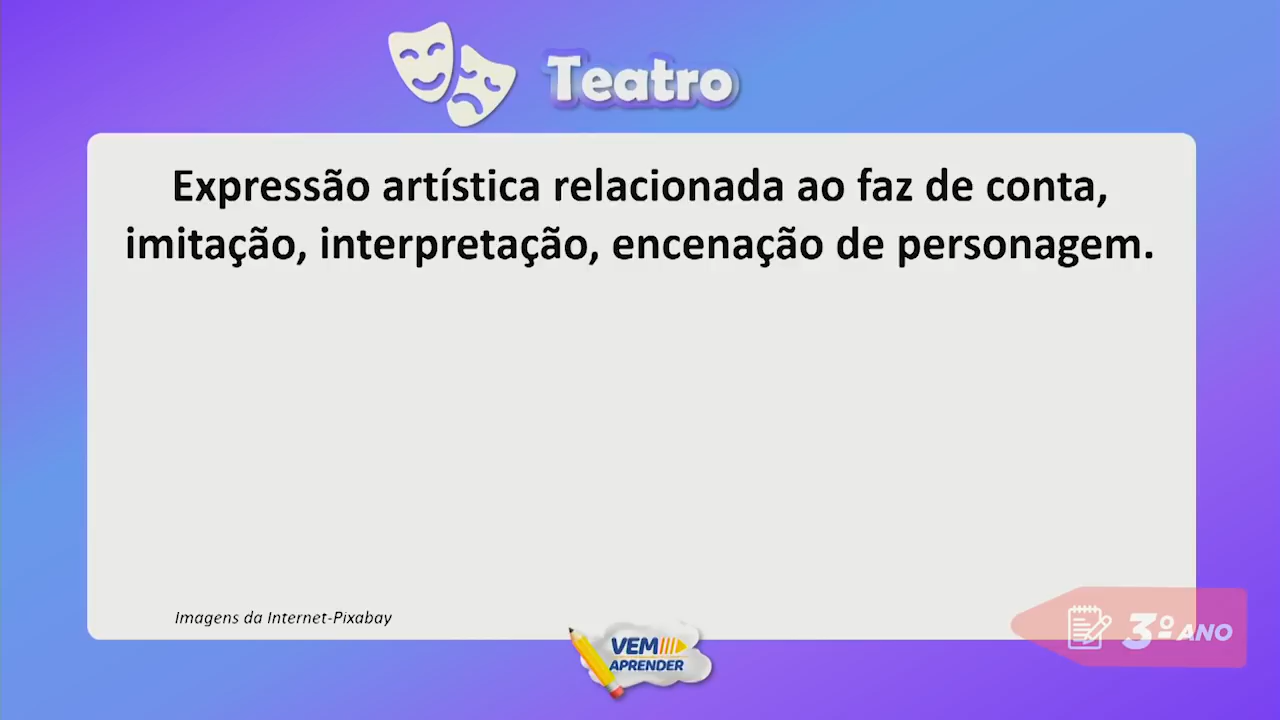 Teatro
Expressão artística relacionada ao faz de conta,
imitação, interpretação, encenação de personagem.
Imagens da Internet-Pixabay
VEM
APRENDER
3º ANO